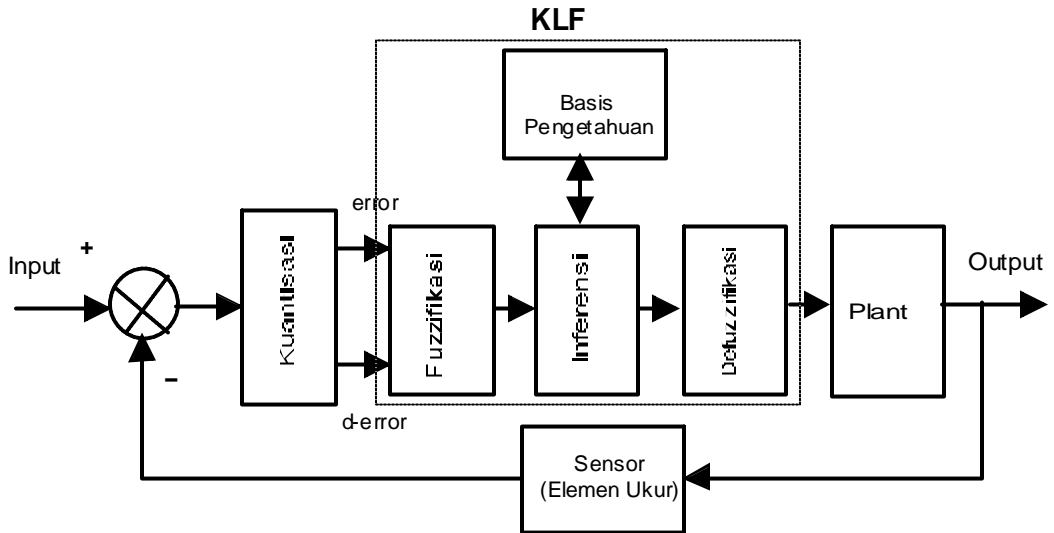 KLF
Basis
Pengetahuan
error
Input
+
−
Kuantisasi
d-error
Fuzzifikasi
Inferensi
Defuzzifikasi
Plant
Output
Sensor
(Elemen Ukur)